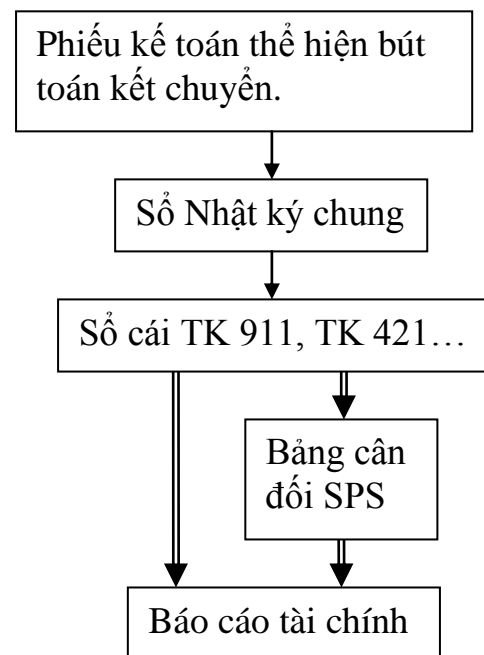 Phiếu kế toán thể hiện bút
toán kết chuyển.
Sổ Nhật ký chung
Sổ cái TK 911, TK 421…
Bảng cân
đối SPS
Báo cáo tài chính